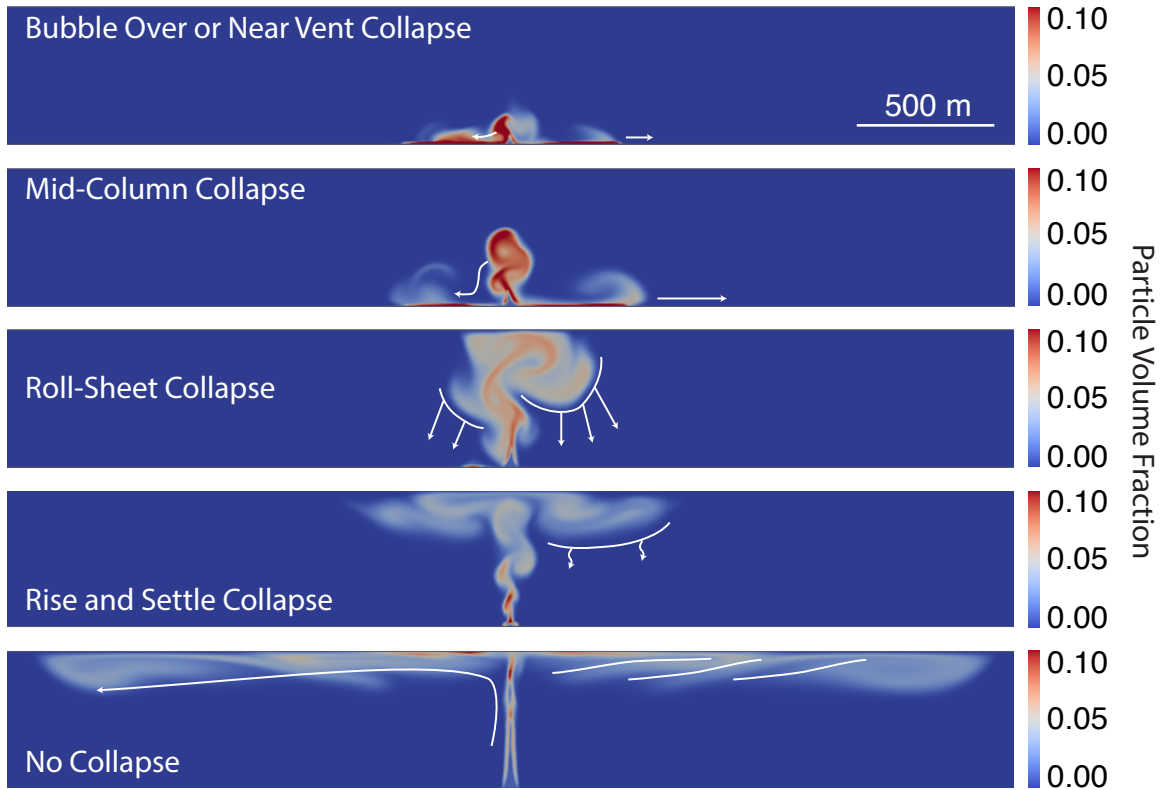 Bubble Over or Near Vent Collapse
500 m
0.10
0.05
0.00
Mid-Column Collapse
0.10
0.05
0.00
Roll-Sheet Collapse
0.10
0.05
0.00
Rise and Settle Collapse
0.10
0.05
0.00
No Collapse
0.10
0.05
0.00
Particle Volume Fraction